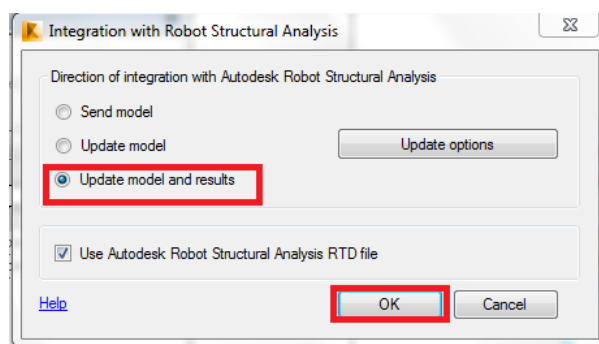 Integration with Robot Structural Analysis
Direction of integration with Autodesk Robot Structural Analysis
Send model
Update model
Update options
Update model and results
Use Autodesk Robot Structural Analysis RTD file
Help
OK
Cancel